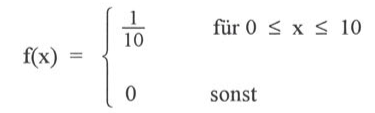 1/10 für 0 ≤ x ≤ 10
f(x) =
0 sonst